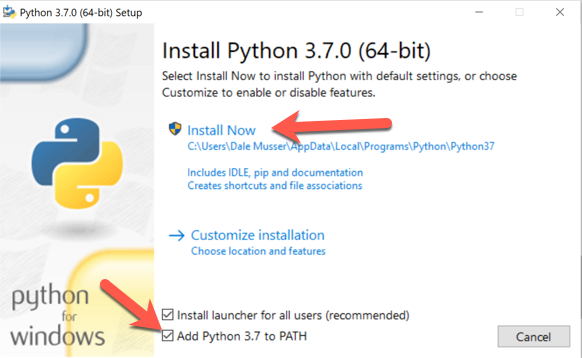 Python 3.7.0 (64-bit) Setup
Install Python 3.7.0 (64-bit)
Select Install Now to install Python with default settings, or choose
Customize to enable or disable features.
Install Now
C:\Users\Dale Musser\AppData\Local\Programs\Python\Python37
Includes IDLE, pip and documentation
Creates shortcuts and file associations
Customize installation
Choose location and features
python
for
windows
Install launcher for all users (recommended)
Add Python 3.7 to PATH
Cancel